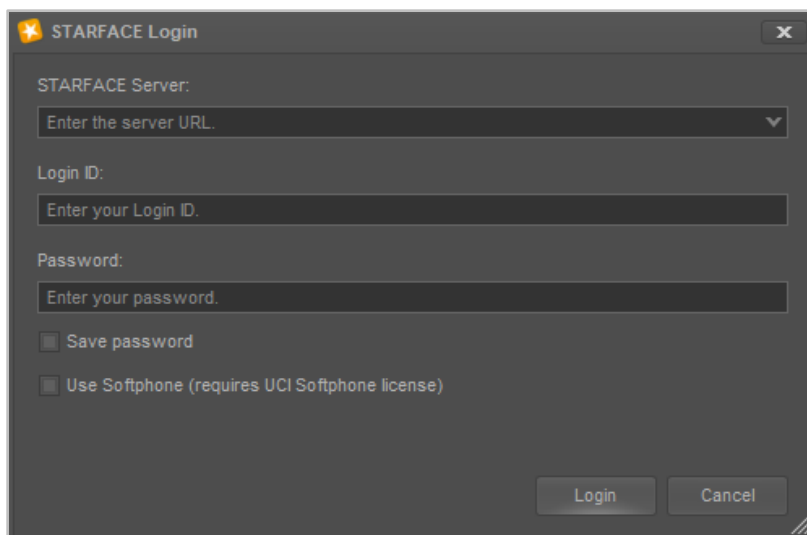 STARFACE Login
STARFACE Server:
Enter the server URL.
Login ID:
Enter your Login ID.
Password:
Enter your password.
Save password
Use Softphone (requires UCI Softphone license)
Login Cancel